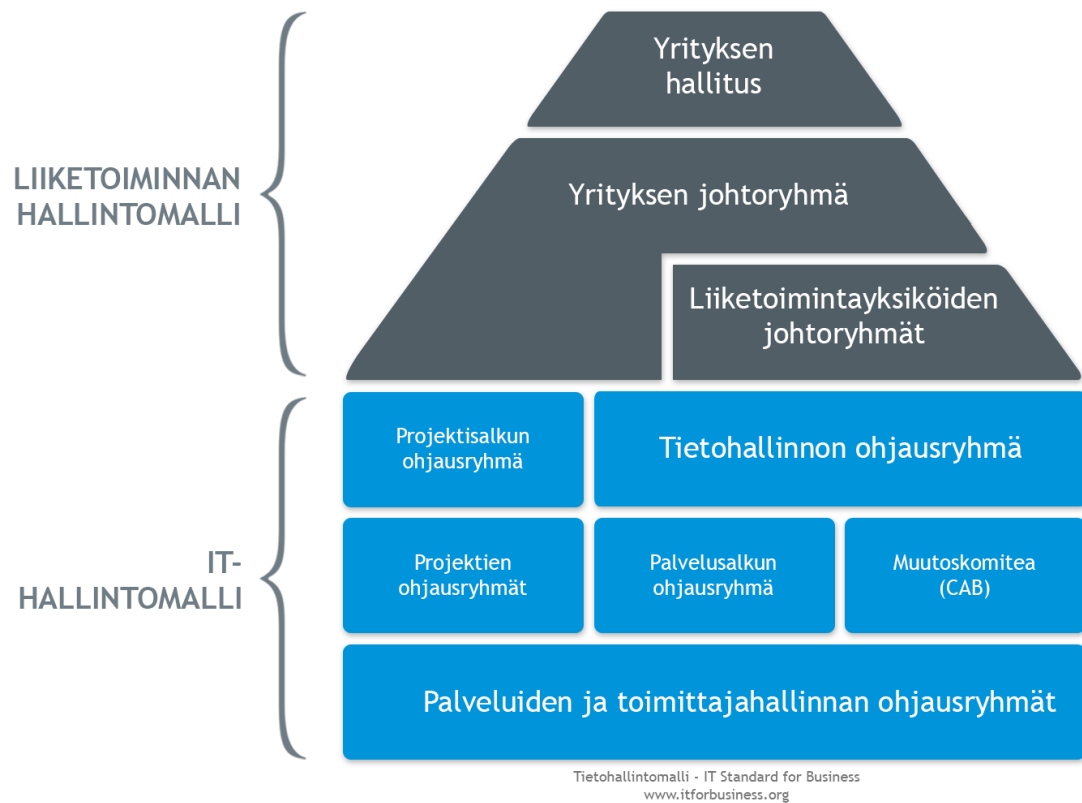 Yrityksen
hallitus
LIIKETOIMINNAN
HALLINTOMALLI
Yrityksen johtoryhmä
Liiketoimintayksiköiden
johtoryhmät
IT-
HALLINTOMALLI
Projektisalkun
ohjausryhmä
Tietohallinnon ohjausryhmä
Projektien
ohjausryhmät
Palvelusalkun
ohjausryhmä
Muutoskomitea
(CAB)
Palveluiden ja toimittajahallinnan ohjausryhmät
Tietohallintomalli - IT Standard for Business
www.itforbusiness.org